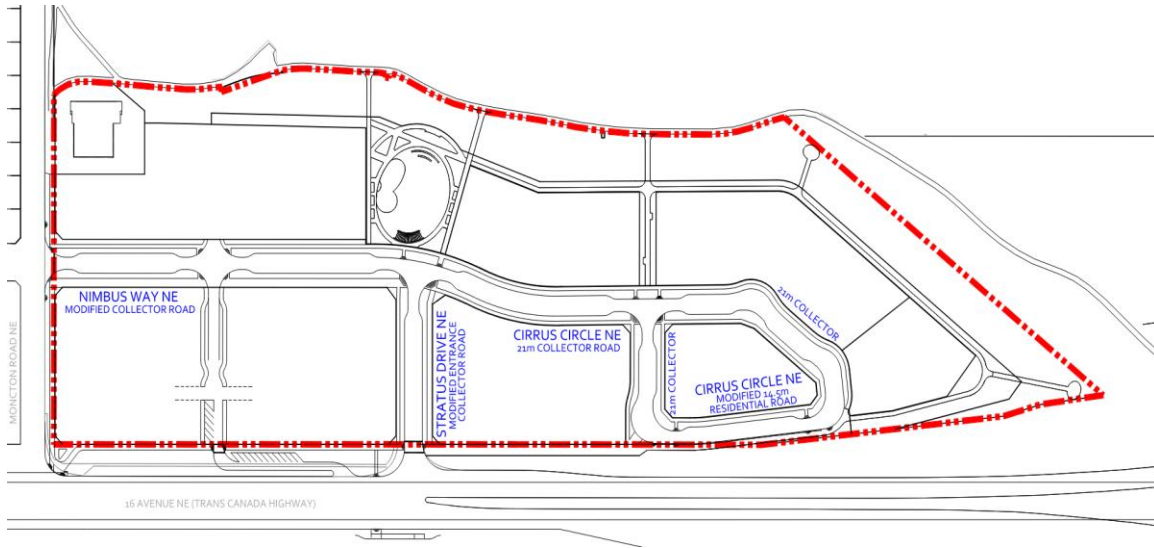 NIMBUS WAY NE
MODIFIED COLLECTOR ROAD
STRATUS DRIVE NE
MODIFIED ENTRANCE
COLLECTOR ROAD
CIRRUS CIRCLE NE
21m COLLECTOR ROAD
21m COLLECTOR
21m COLLECTOR
CIRRUS CIRCLE NE
MODIFIED 14.5m
RESIDENTIAL ROAD
MONCTON ROAD NE
16 AVENUE NE (TRANS CANADA HIGHWAY)